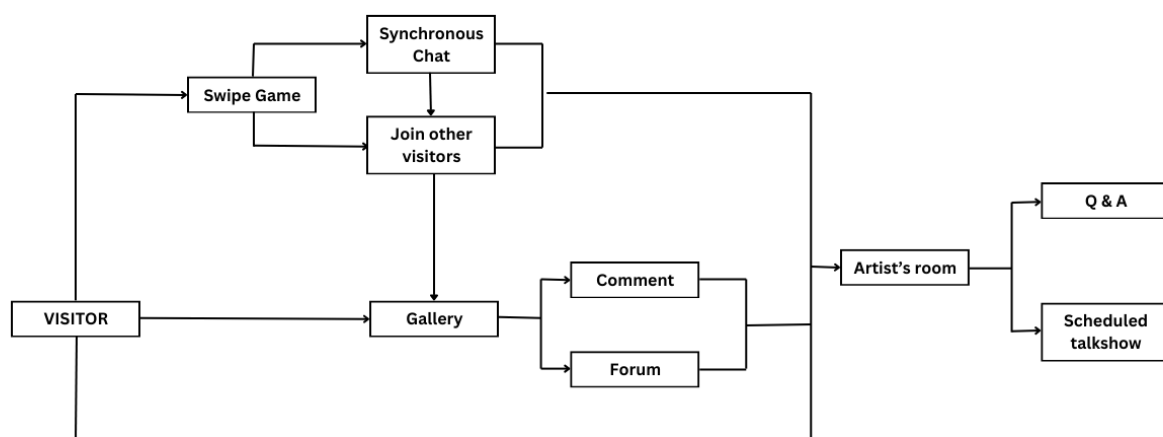 Synchronous
Chat
Swipe Game
Join other
visitors
Q & A
Artist's room
Comment
VISITOR
Gallery
Scheduled
talkshow
Forum